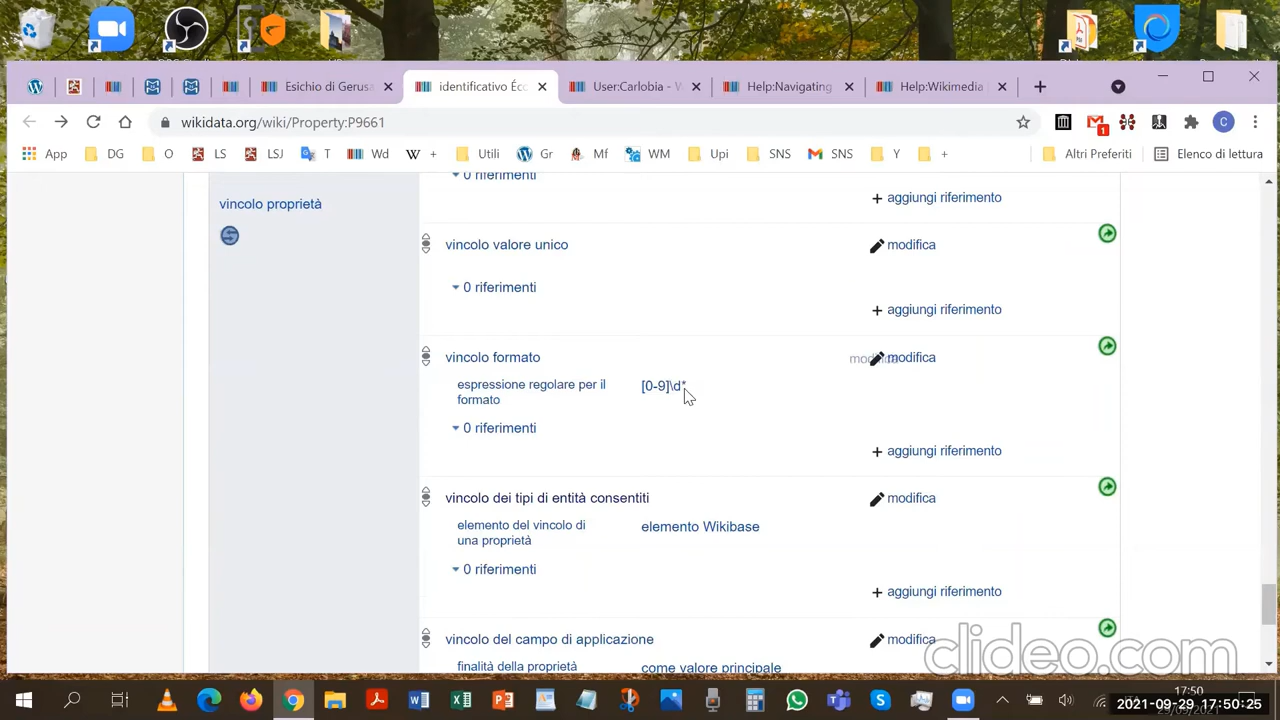 Esichio di Gerusa
identificativo Éco
User:Carlobia - W
Help:Navigating
Help:Wikimedia
wikidata.org/wiki/Property:P9661
App
DG
O
LS
LSJ
T
Wd
+
Utili
Gr
Mf
WM
Upi
SNS
SNS
Y
+
Altri Preferiti
Elenco di lettura
0 riferimenti
aggiungi riferimento
vincolo proprietà
vincolo valore unico
modifica
0 riferimenti
aggiungi riferimento
vincolo formato
modifica
espressione regolare per il
formato
[0-9]\d*
0 riferimenti
aggiungi riferimento
vincolo dei tipi di entità consentiti
modifica
elemento del vincolo di
una proprietà
elemento Wikibase
0 riferimenti
aggiungi riferimento
vincolo del campo di applicazione
modifica
finalità della proprietà
come valore principale
clideo.com
17:50
2021-09-29 17:50:25